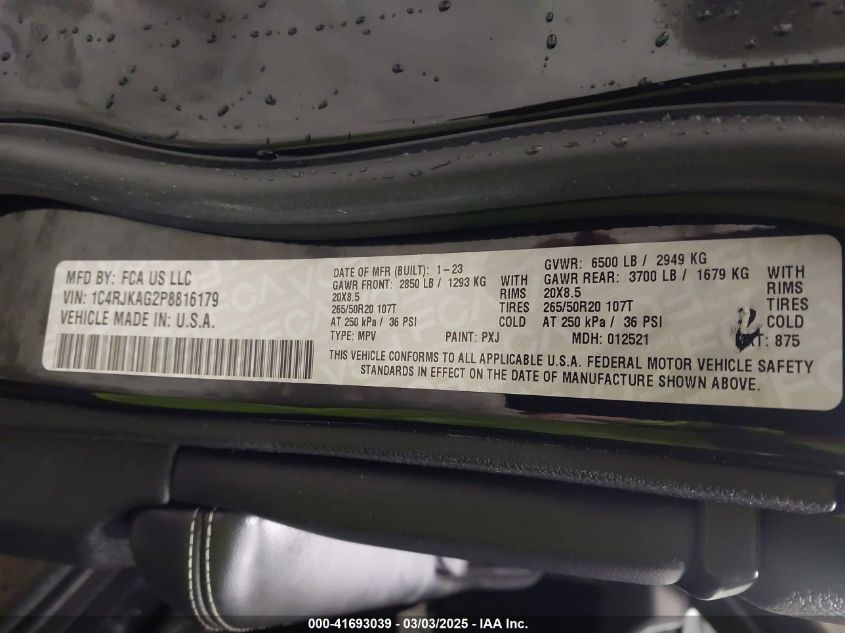 MFD BY: FCA US LLC
VIN: 1C4RJKAG2P8816179
VEHICLE MADE IN: U.S.A.
DATE OF MFR (BUILT): 1-23
GAWR FRONT: 2850 LB / 1293 KG WITH
20X8.5 RIMS
265/50R20 107T TIRES
AT 250 kPa / 36 PSI COLD
TYPE: MPV PAINT: PXJ
GVWR: 6500 LB / 2949 KG
GAWR REAR: 3700 LB / 1679 KG WITH
20X8.5 RIMS
265/50R20 107T TIRES
AT 250 kPa / 36 PSI COLD
MDH: 012521 875
THIS VEHICLE CONFORMS TO ALL APPLICABLE U.S.A. FEDERAL MOTOR VEHICLE SAFETY
STANDARDS IN EFFECT ON THE DATE OF MANUFACTURE SHOWN ABOVE.
000-41693039 - 03/03/2025 - IAA Inc.